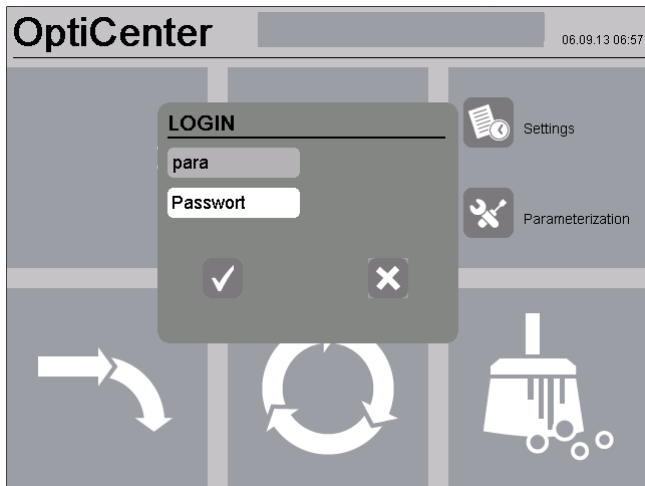 OptiCenter
06.09.13 06:57
LOGIN
para
Passwort
Settings
Parameterization